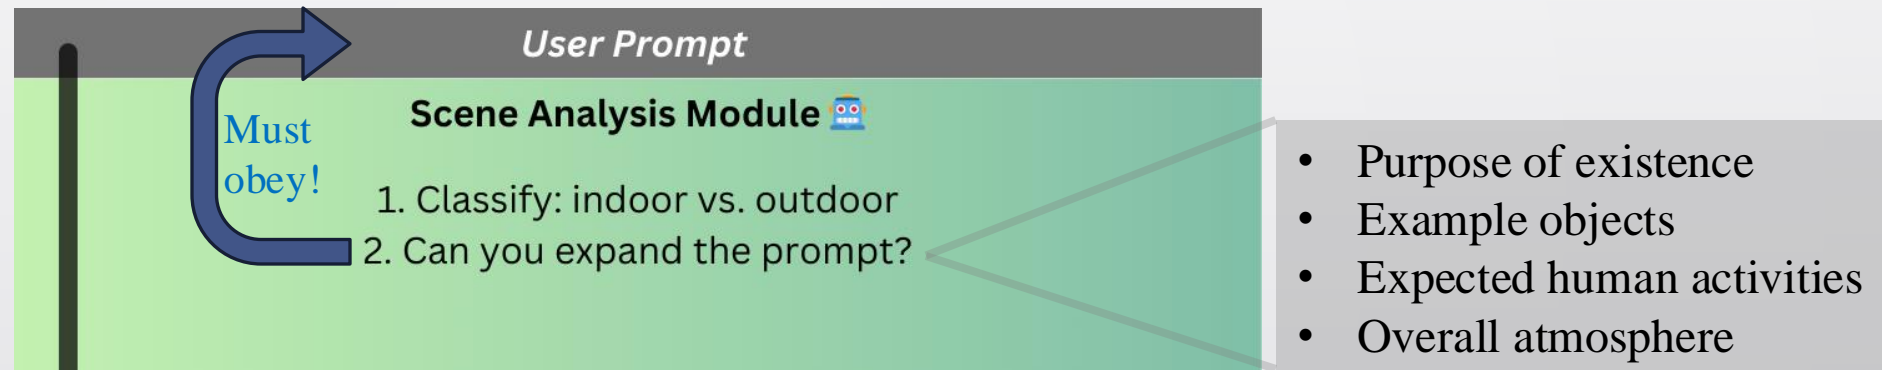 User Prompt
Scene Analysis Module
Must
obey!
1. Classify: indoor vs. outdoor
2. Can you expand the prompt?
• Purpose of existence
• Example objects
• Expected human activities
• Overall atmosphere